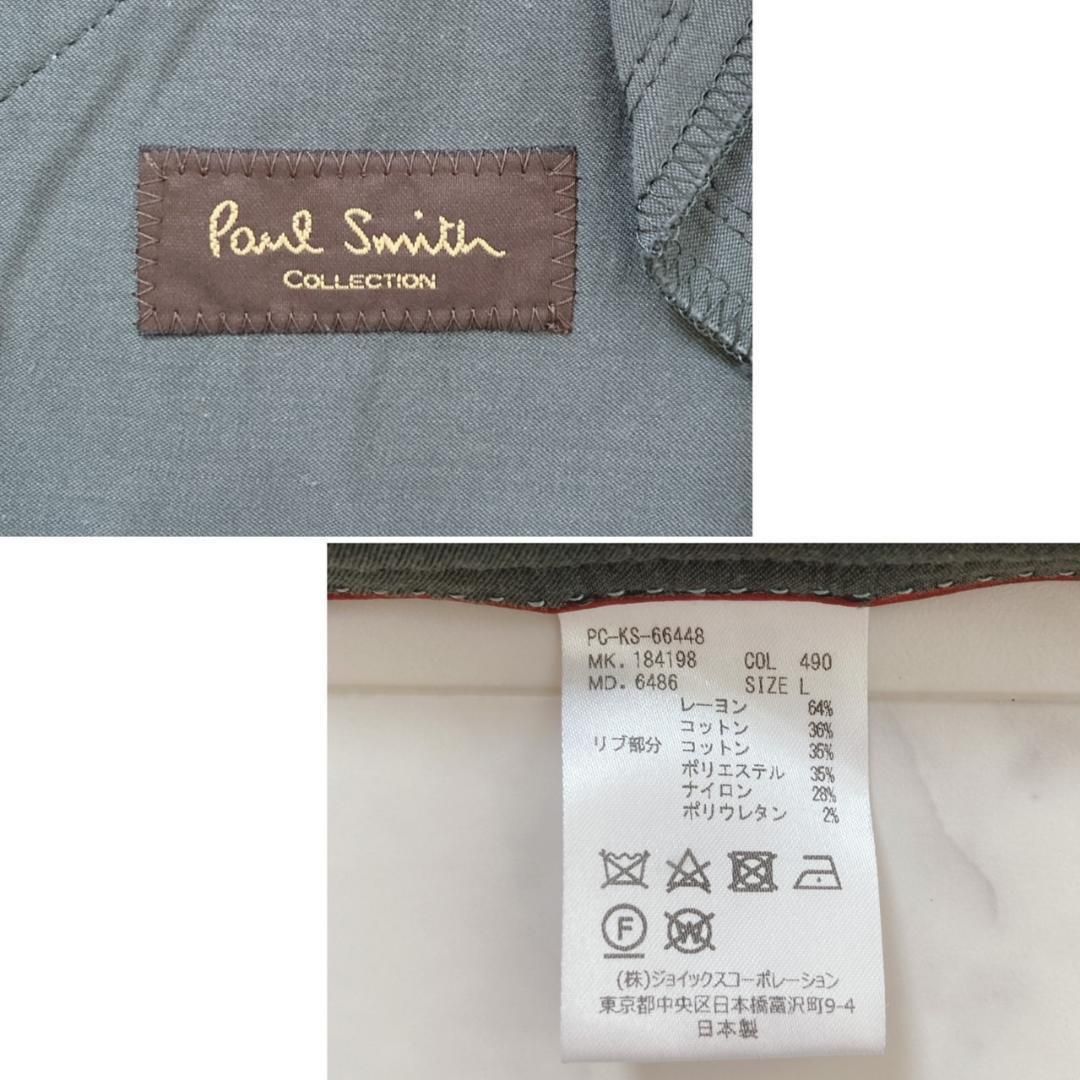 Paul Smith
COLLECTION
PC-KS-66448
MK. 184198 COL 490
MD. 6486 SIZE L
レーヨン 64%
コットン 36%
リブ部分 コットン 35%
ポリエステル 35%
ナイロン 28%
ポリウレタン 2%
F W
(株)ジョイックスコーポレーション
東京都中央区日本橋富沢町9-4
日本製